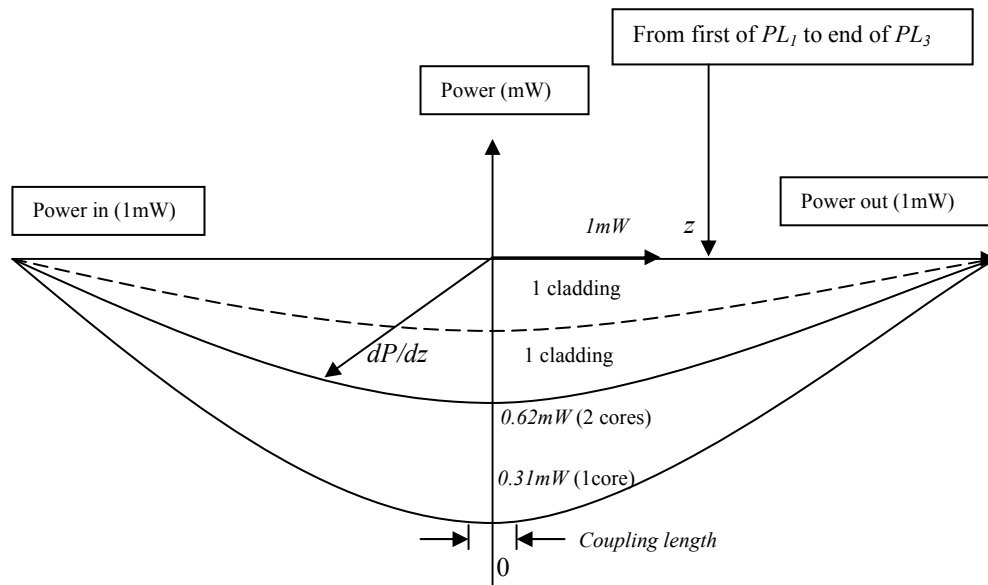 From first of PL1 to end of PL3
Power (mW)
Power in (1mW)
Power out (1mW)
1mW
z
1 cladding
dP/dz
1 cladding
0.62mW (2 cores)
0.31mW (1core)
Coupling length
0